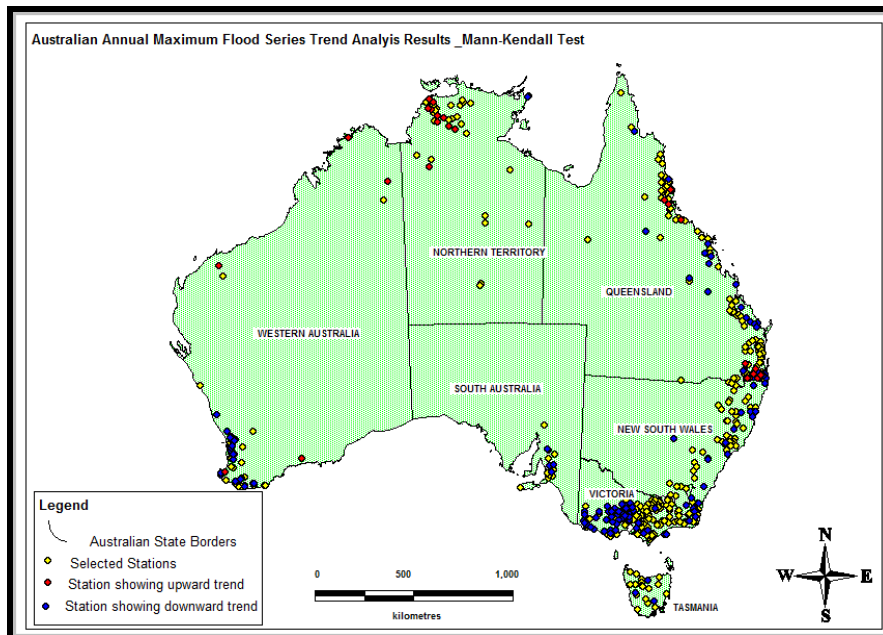 Australian Annual Maximum Flood Series Trend Analyis Results _Mann-Kendall Test
NORTHERN TERRITORY
QUEENSLAND
WESTERN AUSTRALIA
SOUTH AUSTRALIA
NEW SOUTH WALES
VICTORIA
TASMANIA
Legend
Australian State Borders
Selected Stations
Station showing upward trend
Station showing downward trend
0 500 1,000
kilometres
N
W E
S